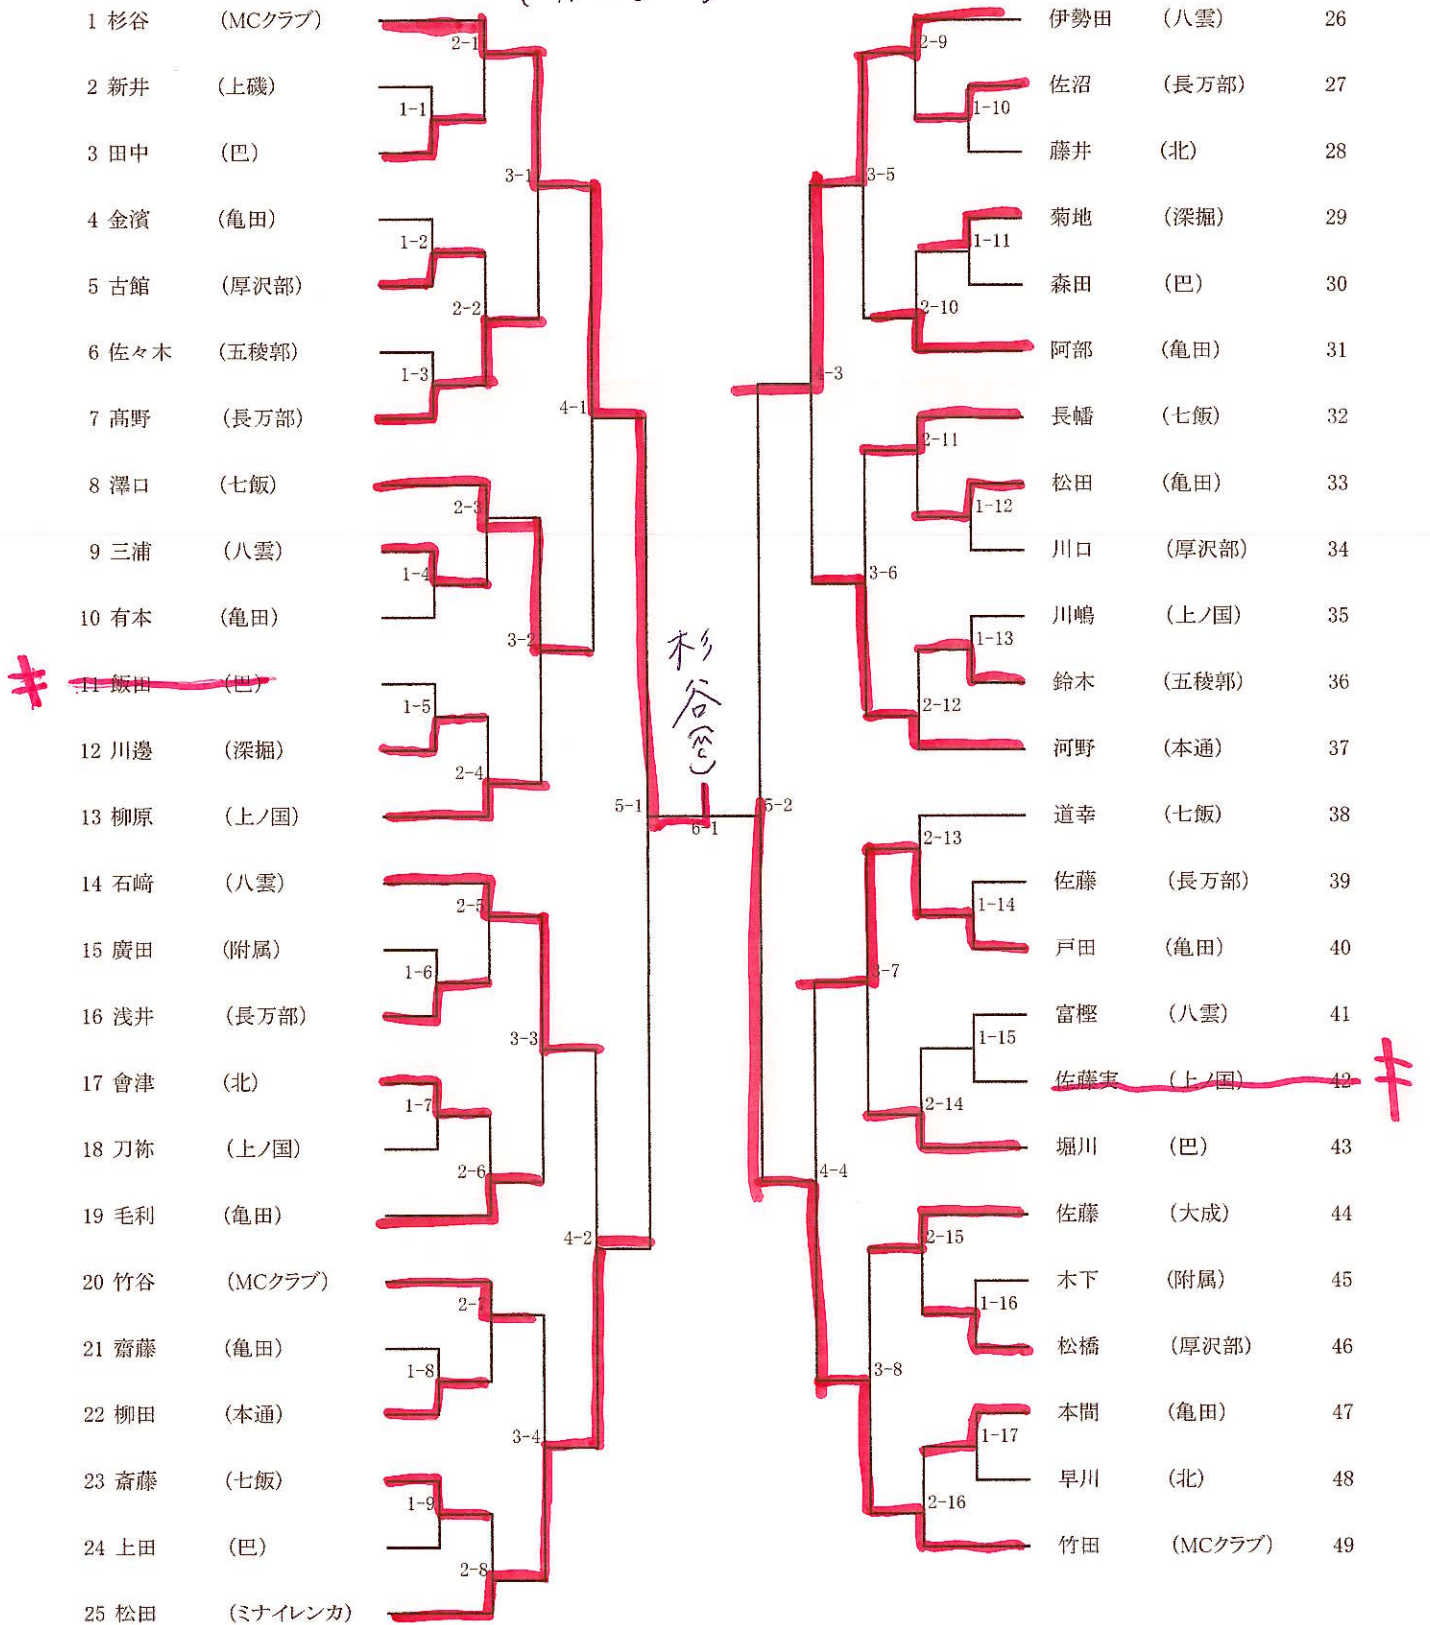 1 杉谷 (MCクラブ)
2 新井 (上磯)
3 田中 (巴)
4 金濱 (亀田)
5 古館 (厚沢部)
6 佐々木 (五稜郭)
7 髙野 (長万部)
8 澤口 (七飯)
9 三浦 (八雲)
10 有本 (亀田)
11 飯田 (巴)
12 川邊 (深掘)
13 柳原 (上ノ国)
14 石﨑 (八雲)
15 廣田 (附属)
16 浅井 (長万部)
17 會津 (北)
18 刀祢 (上ノ国)
19 毛利 (亀田)
20 竹谷 (MCクラブ)
21 齋藤 (亀田)
22 柳田 (本通)
23 斎藤 (七飯)
24 上田 (巴)
25 松田 (ミナイレンカ)
1-1
1-2
1-3
1-4
1-5
1-6
1-7
1-8
1-9
2-1
2-2
2-3
2-4
2-5
2-6
2-7
2-8
3-1
3-2
3-3
3-4
4-1
4-2
5-1
杉谷(MC)
6-1
5-2
4-4
3-5
3-6
3-7
3-8
2-9
2-10
2-11
2-12
2-13
2-14
2-15
2-16
1-10
1-11
1-12
1-13
1-14
1-15
1-16
1-17
伊勢田 (八雲) 26
佐沼 (長万部) 27
藤井 (北) 28
菊地 (深掘) 29
森田 (巴) 30
阿部 (亀田) 31
長幡 (七飯) 32
松田 (亀田) 33
川口 (厚沢部) 34
川嶋 (上ノ国) 35
鈴木 (五稜郭) 36
河野 (本通) 37
道幸 (七飯) 38
佐藤 (長万部) 39
戸田 (亀田) 40
富樫 (八雲) 41
佐藤実 (上ノ国) 42
堀川 (巴) 43
佐藤 (大成) 44
木下 (附属) 45
松橋 (厚沢部) 46
本間 (亀田) 47
早川 (北) 48
竹田 (MCクラブ) 49